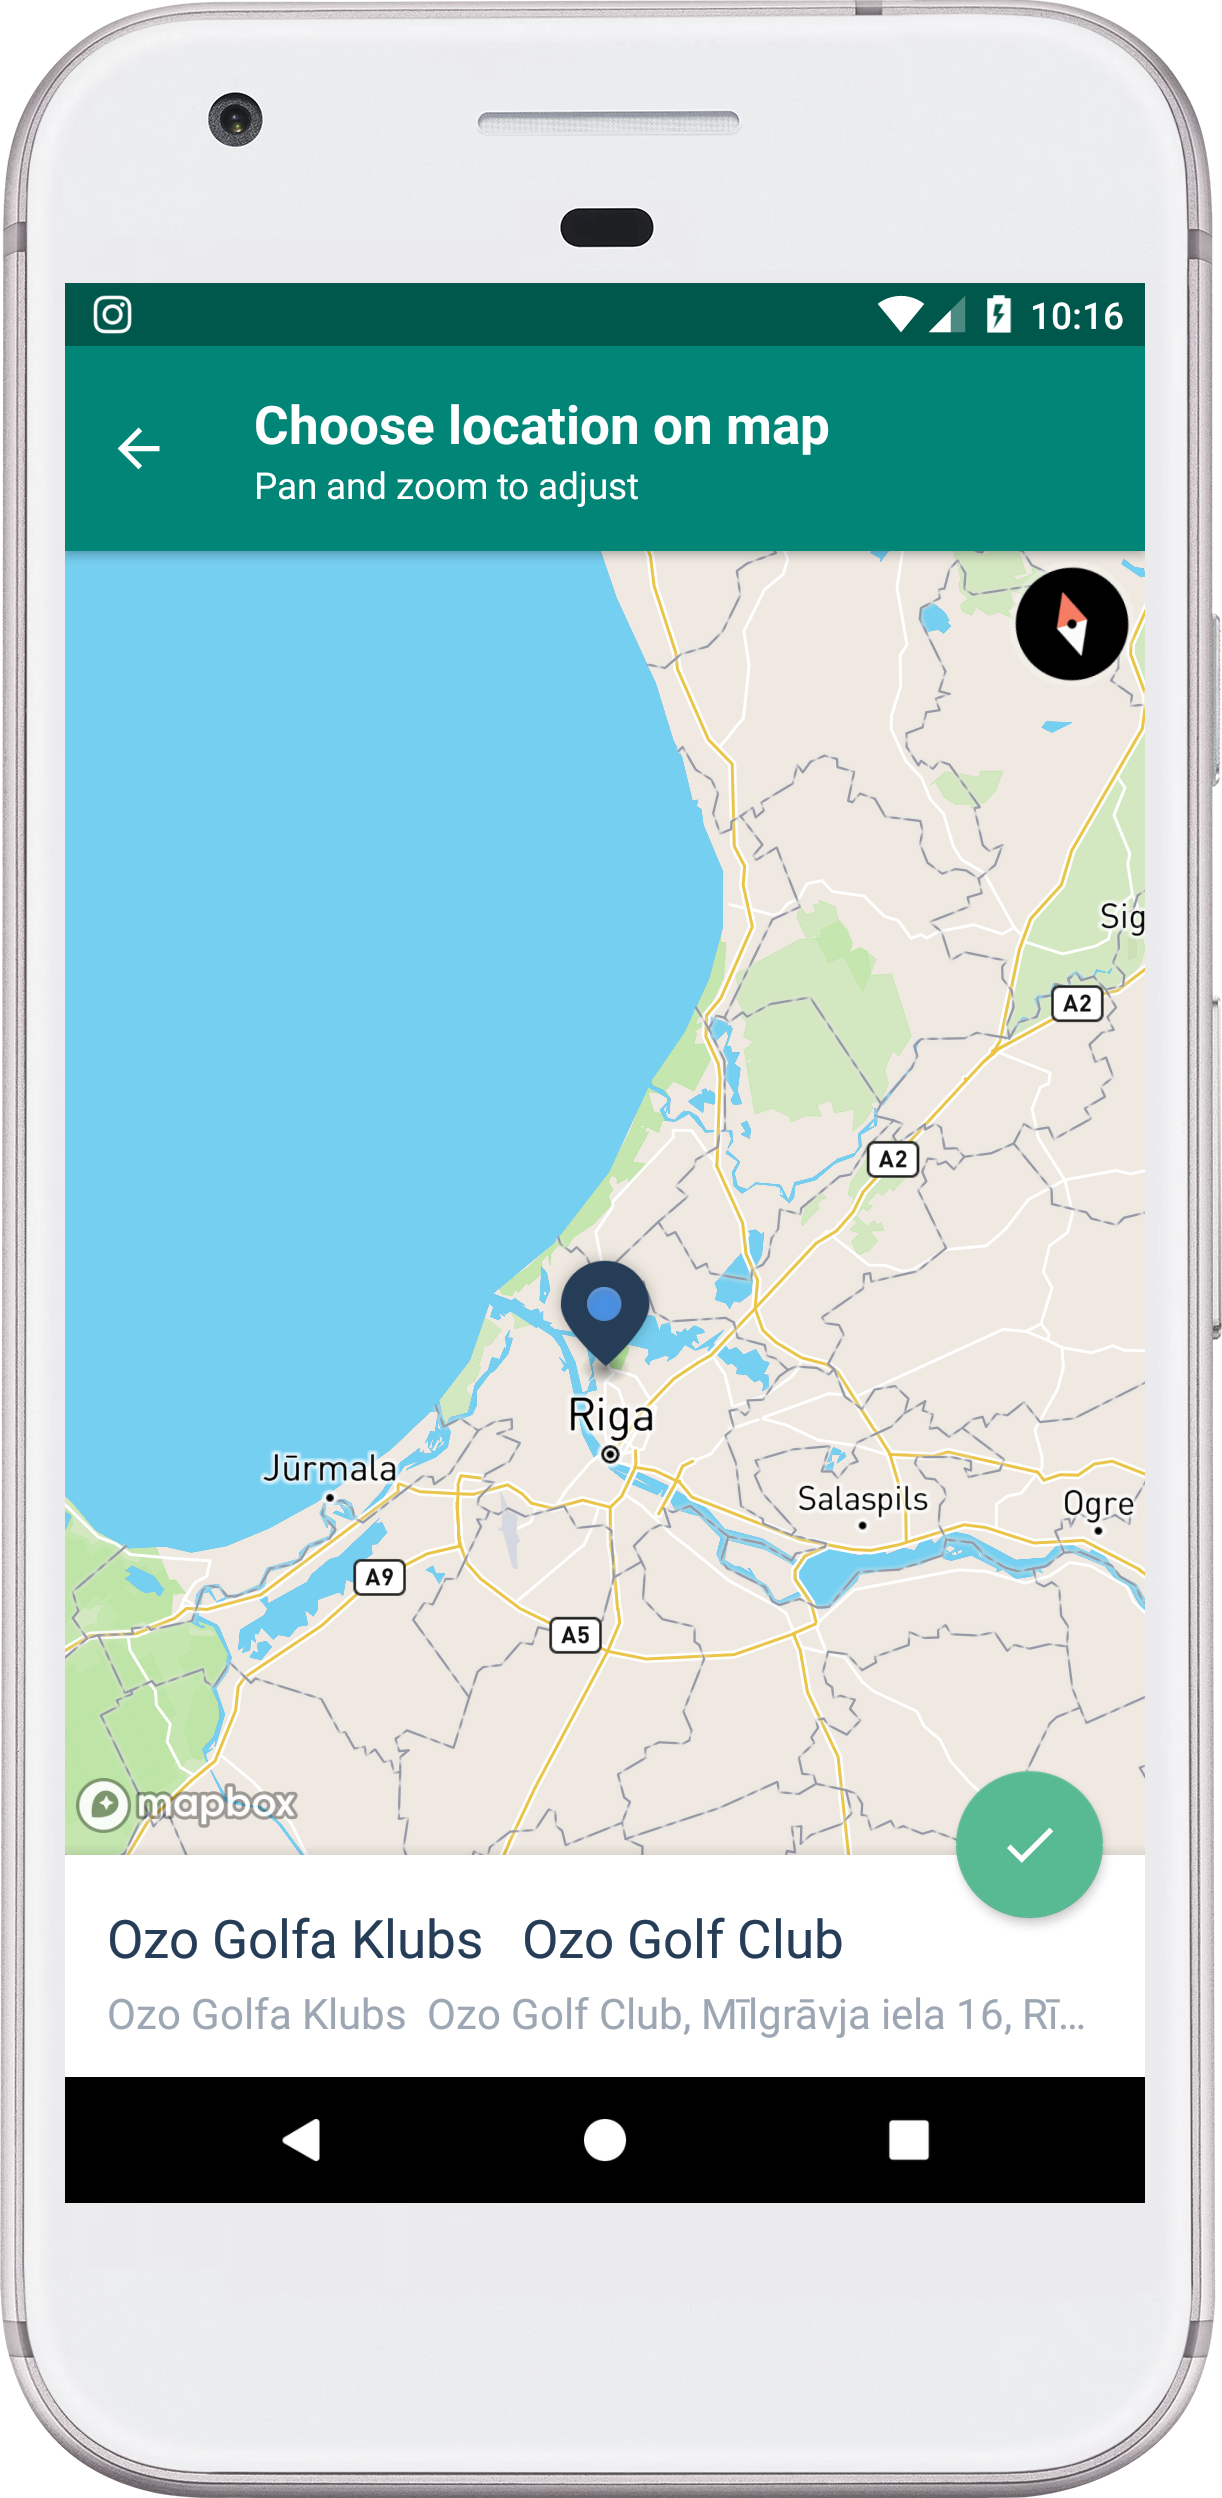 10:16
Choose location on map
Pan and zoom to adjust
Sig
A2
A2
Riga
Jūrmala
Salaspils
Ogre
A9
A5
mapbox
Ozo Golfa Klubs Ozo Golf Club
Ozo Golfa Klubs Ozo Golf Club, Mīlgrāvja iela 16, Rī...